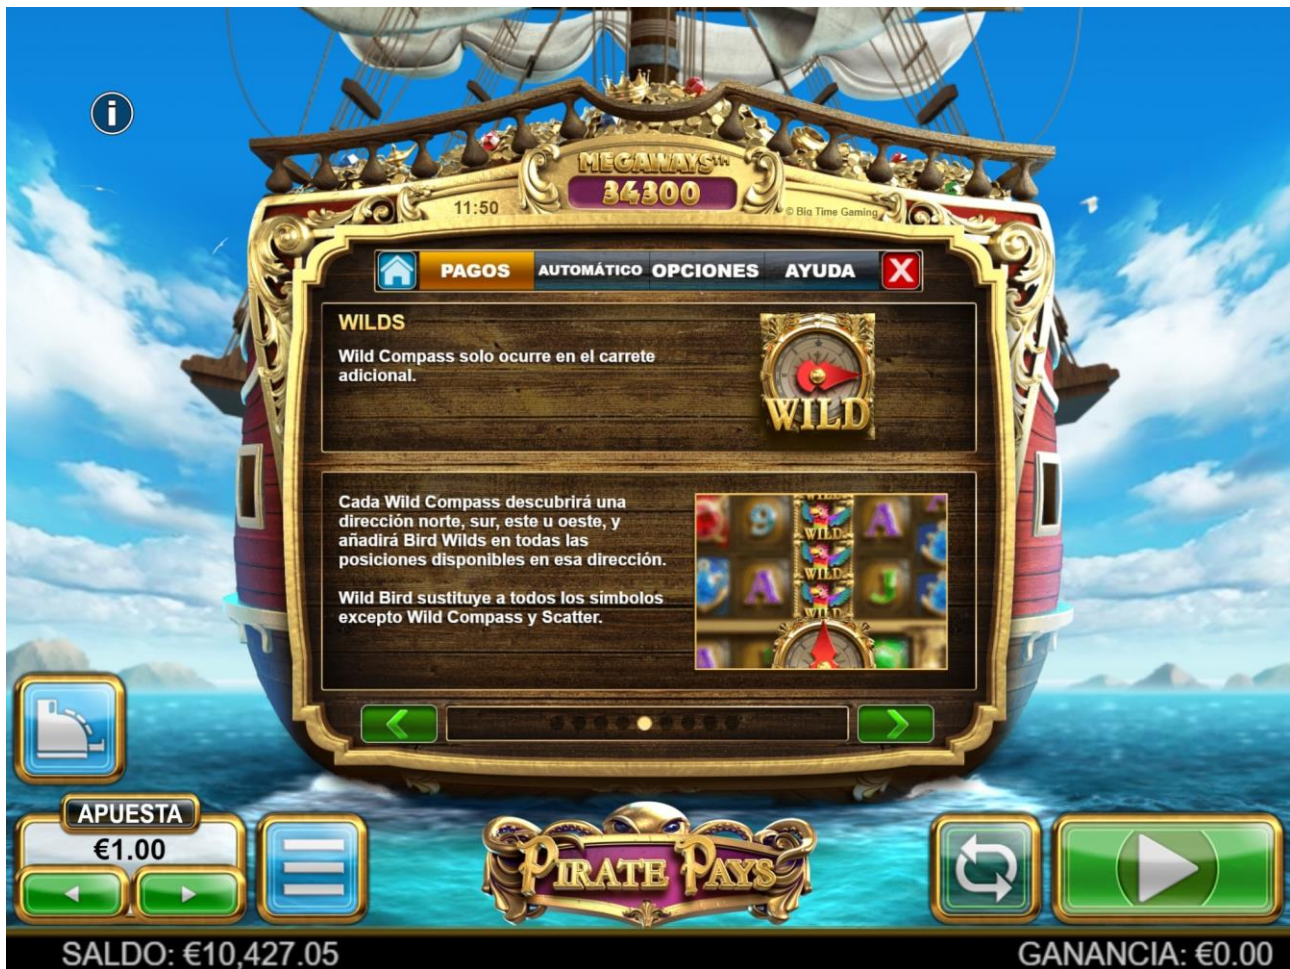 MEGAWAYS™
34300
11:50
© Big Time Gaming
PAGOS
AUTOMÁTICO
OPCIONES
AYUDA
X
WILDS
Wild Compass solo ocurre en el carrete
adicional.
WILD
Cada Wild Compass descubrirá una
dirección norte, sur, este u oeste, y
añadirá Bird Wilds en todas las
posiciones disponibles en esa dirección.
Wild Bird sustituye a todos los símbolos
excepto Wild Compass y Scatter.
9
WILD
A
WILD
A
J
WILD
APUESTA
€1.00
PIRATE PAYS
SALDO: €10,427.05
GANANCIA: €0.00